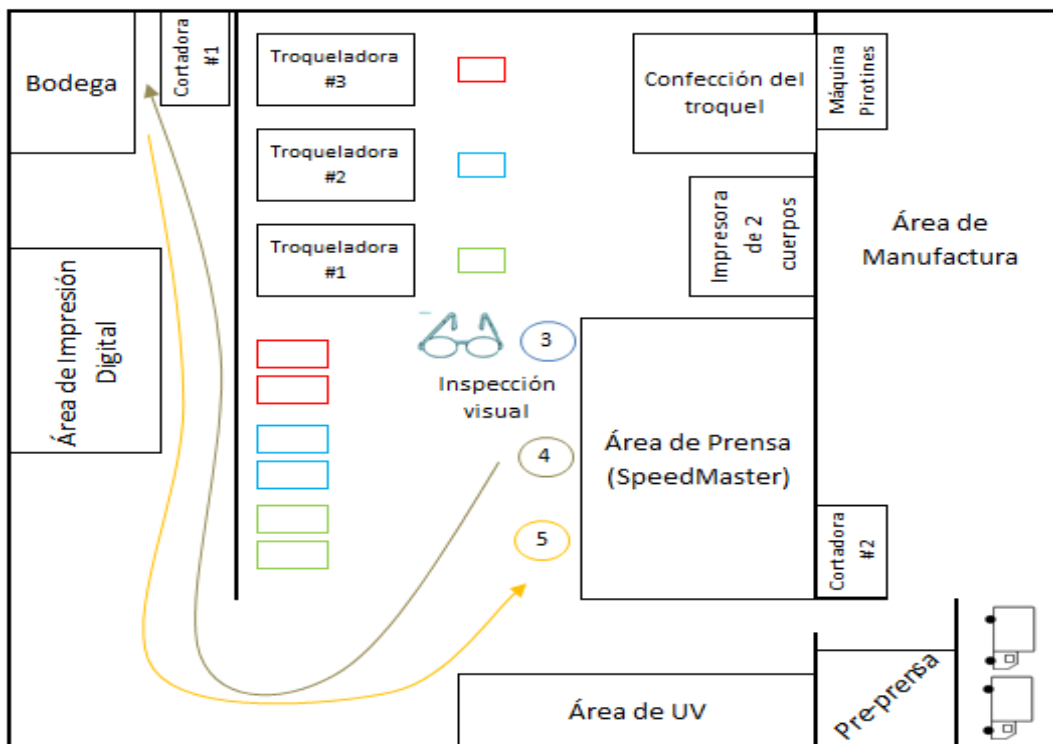 Bodega
Cortadora
#1
Troqueladora
#3
Confección del
troquel
Máquina
Pirotines
Troqueladora
#2
Impresora
de 2
cuerpos
Área de
Manufactura
Troqueladora
#1
Área de Impresión
Digital
3
Inspección
visual
4
Área de Prensa
(SpeedMaster)
5
Cortadora
#2
Área de UV
Pre-prensa